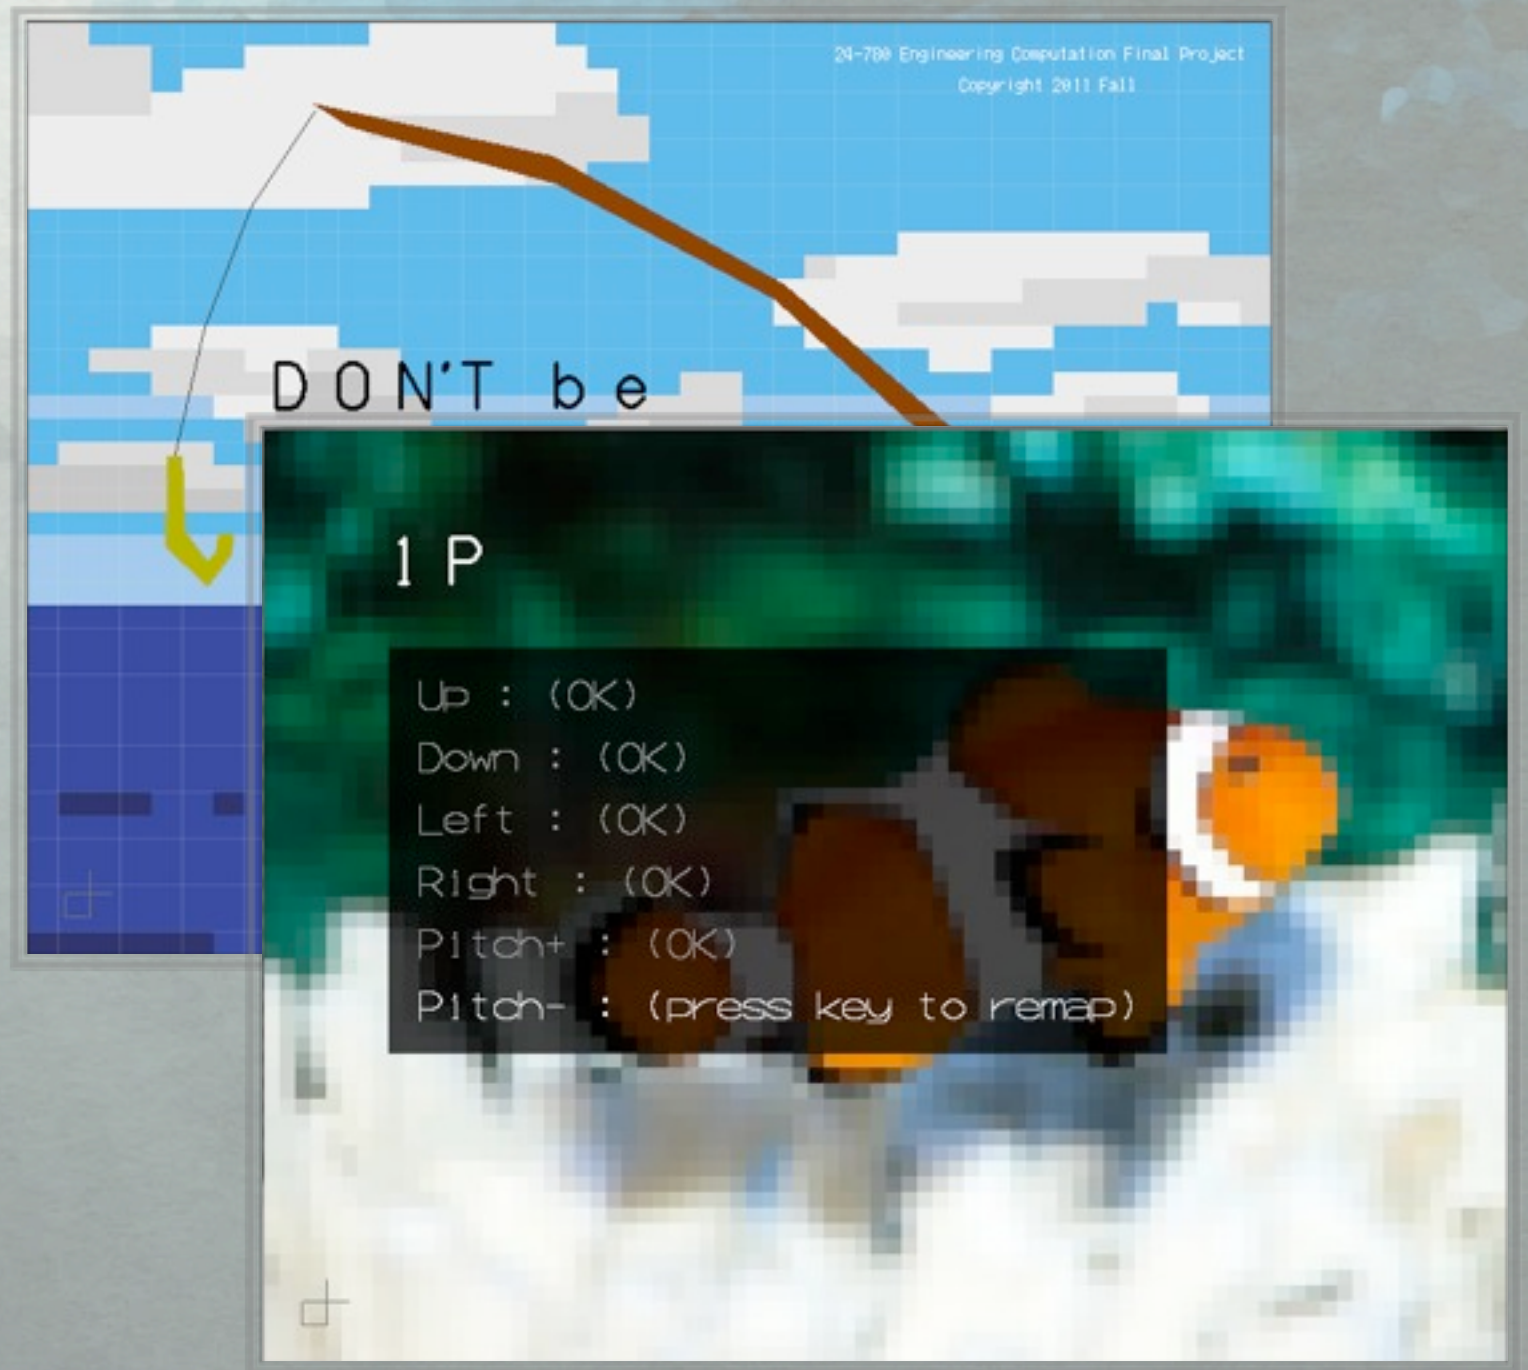 24-780 Engineering Computation Final Project
Copyright 2011 Fall
DON'T be
1P
Up : (OK)
Down : (OK)
Left : (OK)
Right : (OK)
Pitch+ : (OK)
Pitch- : (press key to remap)